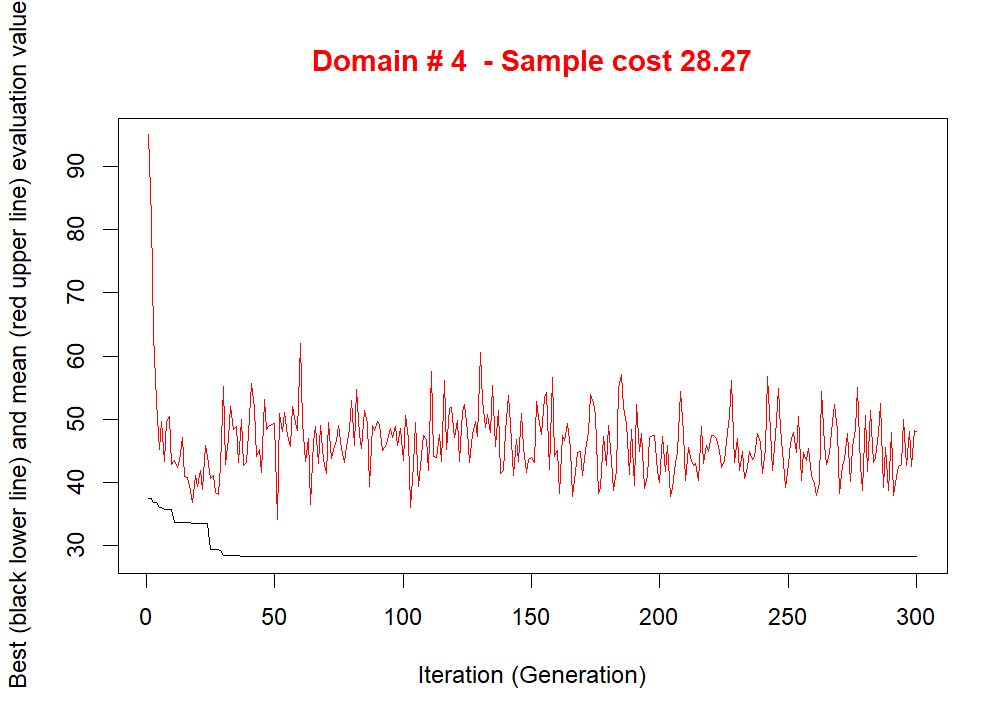 Domain # 4  - Sample cost 28.27
Best (black lower line) and mean (red upper line) evaluation value
90
80
70
60
50
40
30
0 50 100 150 200 250 300
Iteration (Generation)